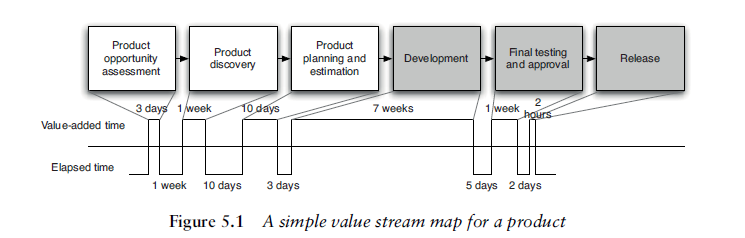 Product
opportunity
assessment
Product
discovery
Product
planning and
estimation
Development
Final testing
and approval
Release
3 days
1 week
10 days
7 weeks
1 week
2
hours
Value-added time
Elapsed time
1 week
10 days
3 days
5 days
2 days
Figure 5.1 A simple value stream map for a product